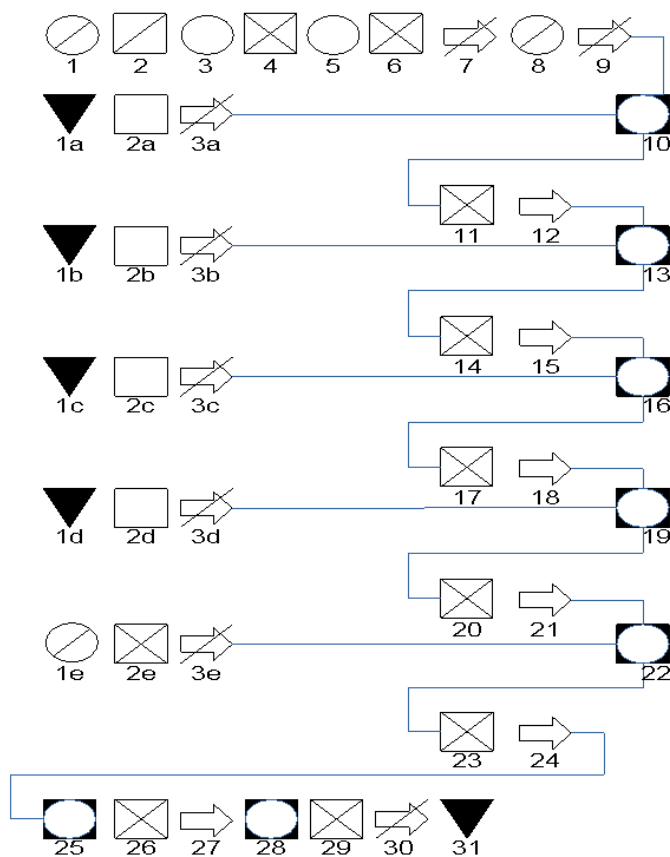 1 2 3 4 5 6 7 8 9
1a 2a 3a 10
11 12
1b 2b 3b 13
14 15
1c 2c 3c 16
17 18
1d 2d 3d 19
20 21
1e 2e 3e 22
23 24
25 26 27 28 29 30 31